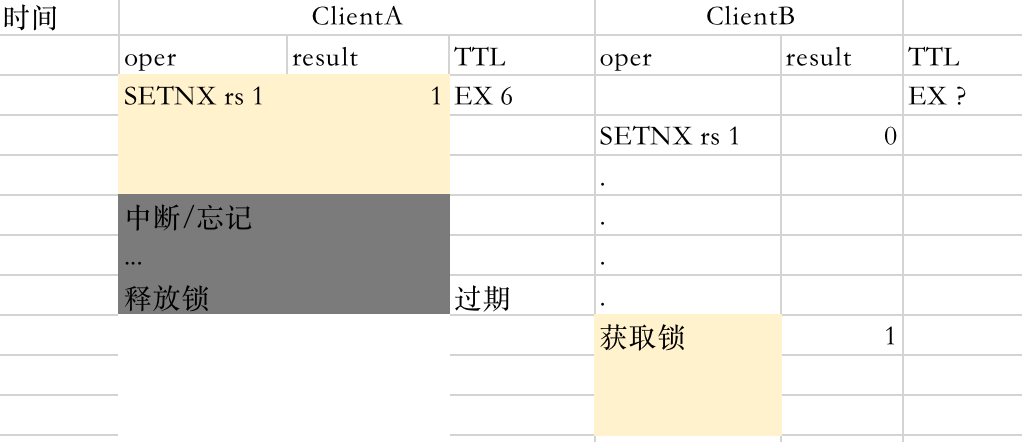 时间 ClientA ClientB
oper result TTL oper result TTL
SETNX rs 1 1 EX 6 EX ?
SETNX rs 1 0
.
中断/忘记 .
... .
释放锁 过期 .
获取锁 1